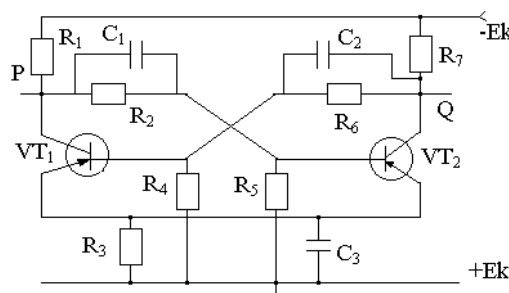 R1 C1 C2 -Ek
P R7
R2 R6 Q
VT1 VT2
R4 R5
R3 C3
+Ek